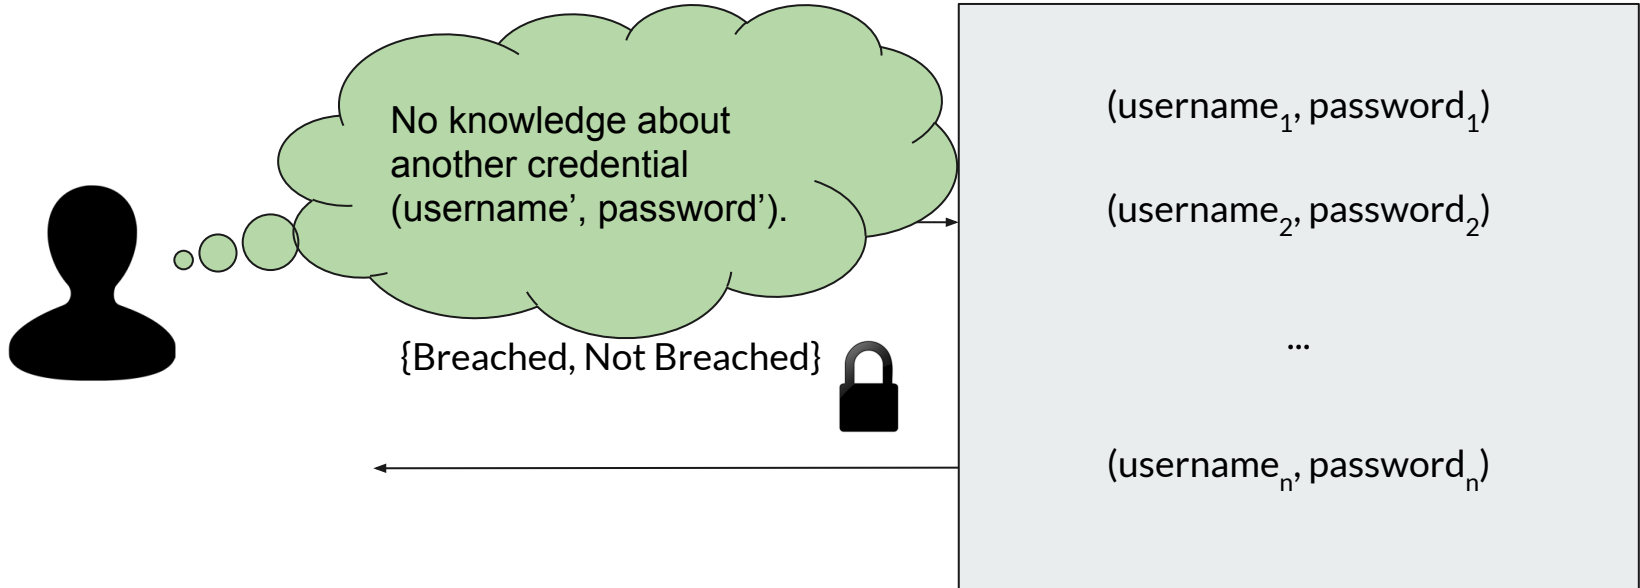 No knowledge about
another credential
(username’, password’).
{Breached, Not Breached}
(username₁, password₁)
(username₂, password₂)
...
(usernameₙ, passwordₙ)